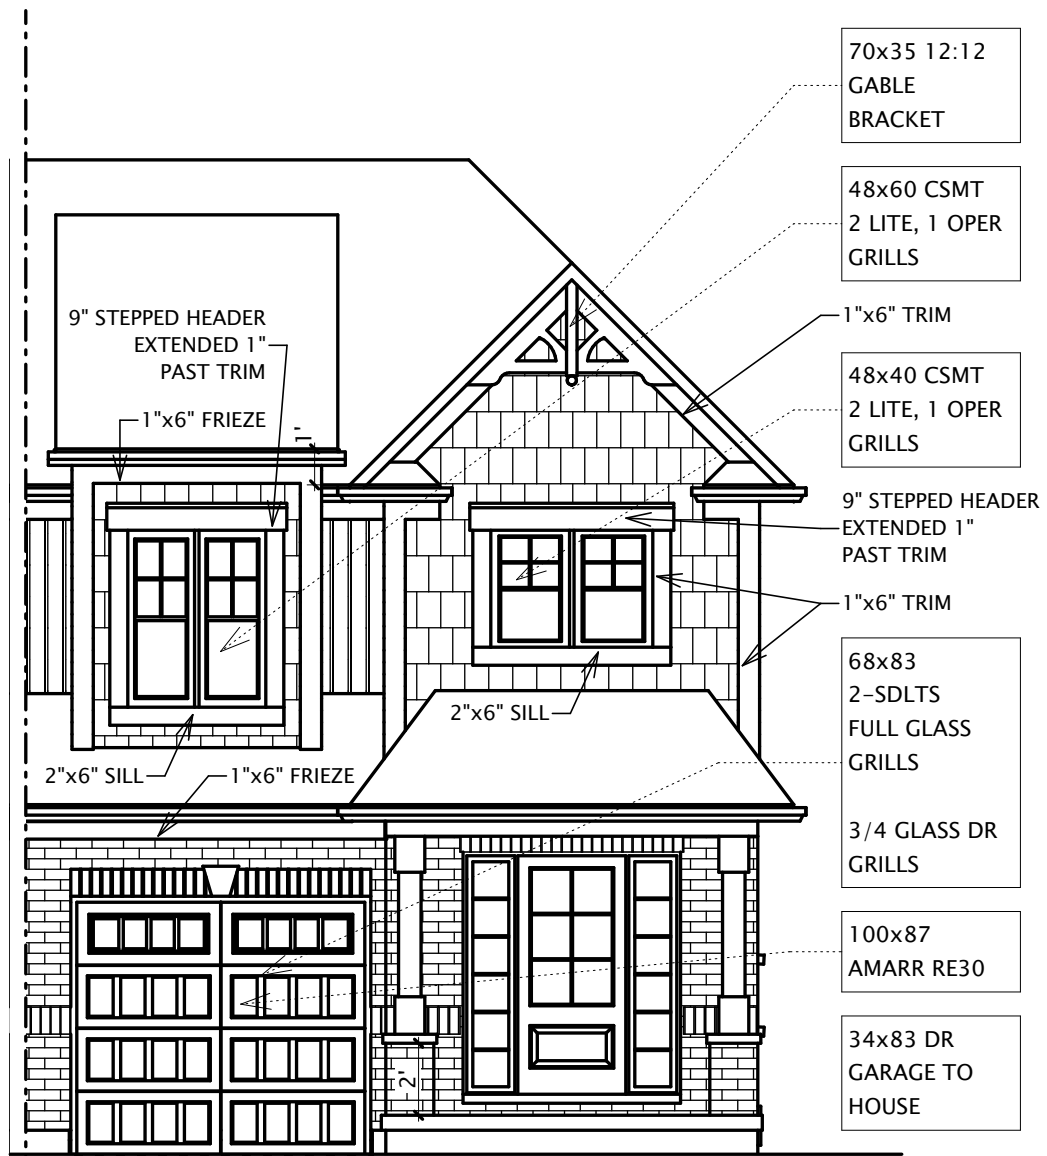 70x35 12:12
GABLE
BRACKET
48x60 CSMT
2 LITE, 1 OPER
GRILLS
9" STEPPED HEADER
EXTENDED 1"
PAST TRIM
1"x6" TRIM
48x40 CSMT
2 LITE, 1 OPER
GRILLS
1"x6" FRIEZE
1'
9" STEPPED HEADER
EXTENDED 1"
PAST TRIM
1"x6" TRIM
68x83
2-SDLTS
FULL GLASS
GRILLS
3/4 GLASS DR
GRILLS
2"x6" SILL
2"x6" SILL
1"x6" FRIEZE
100x87
AMARR RE30
34x83 DR
GARAGE TO
HOUSE
2'